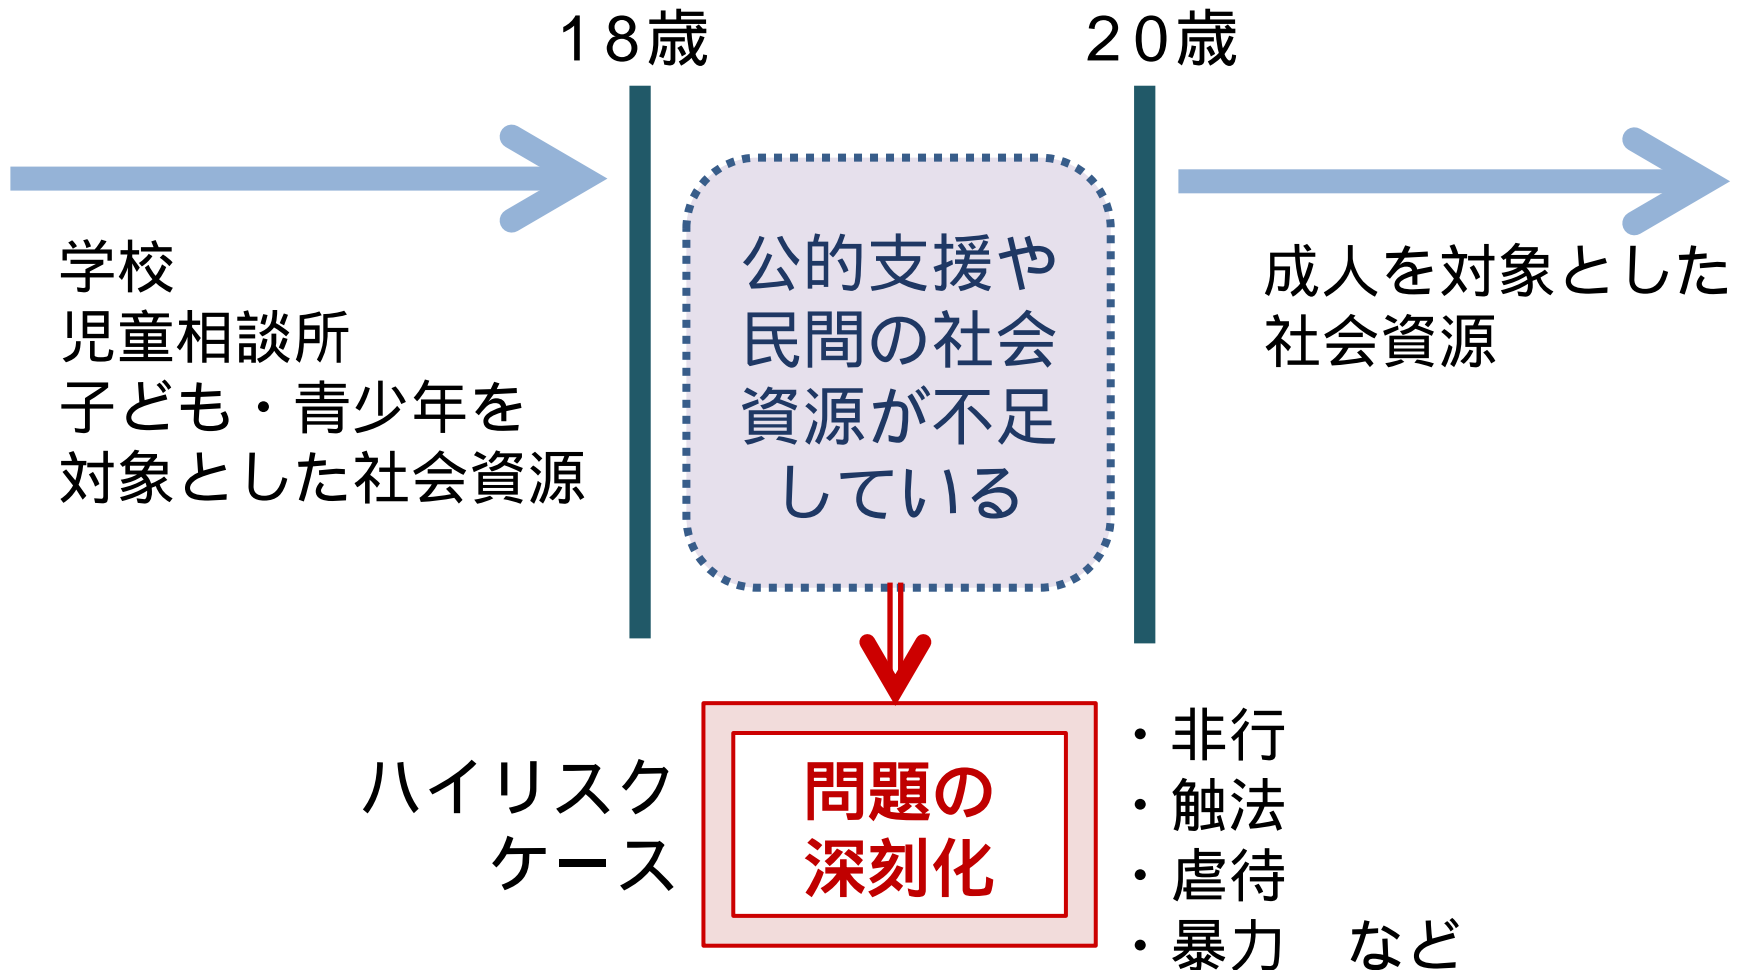 18歳
20歳
学校
児童相談所
子ども・青少年を
対象とした社会資源
公的支援や
民間の社会
資源が不足
している
成人を対象とした
社会資源
ハイリスク
ケース
問題の
深刻化
・非行
・触法
・虐待
・暴力　など